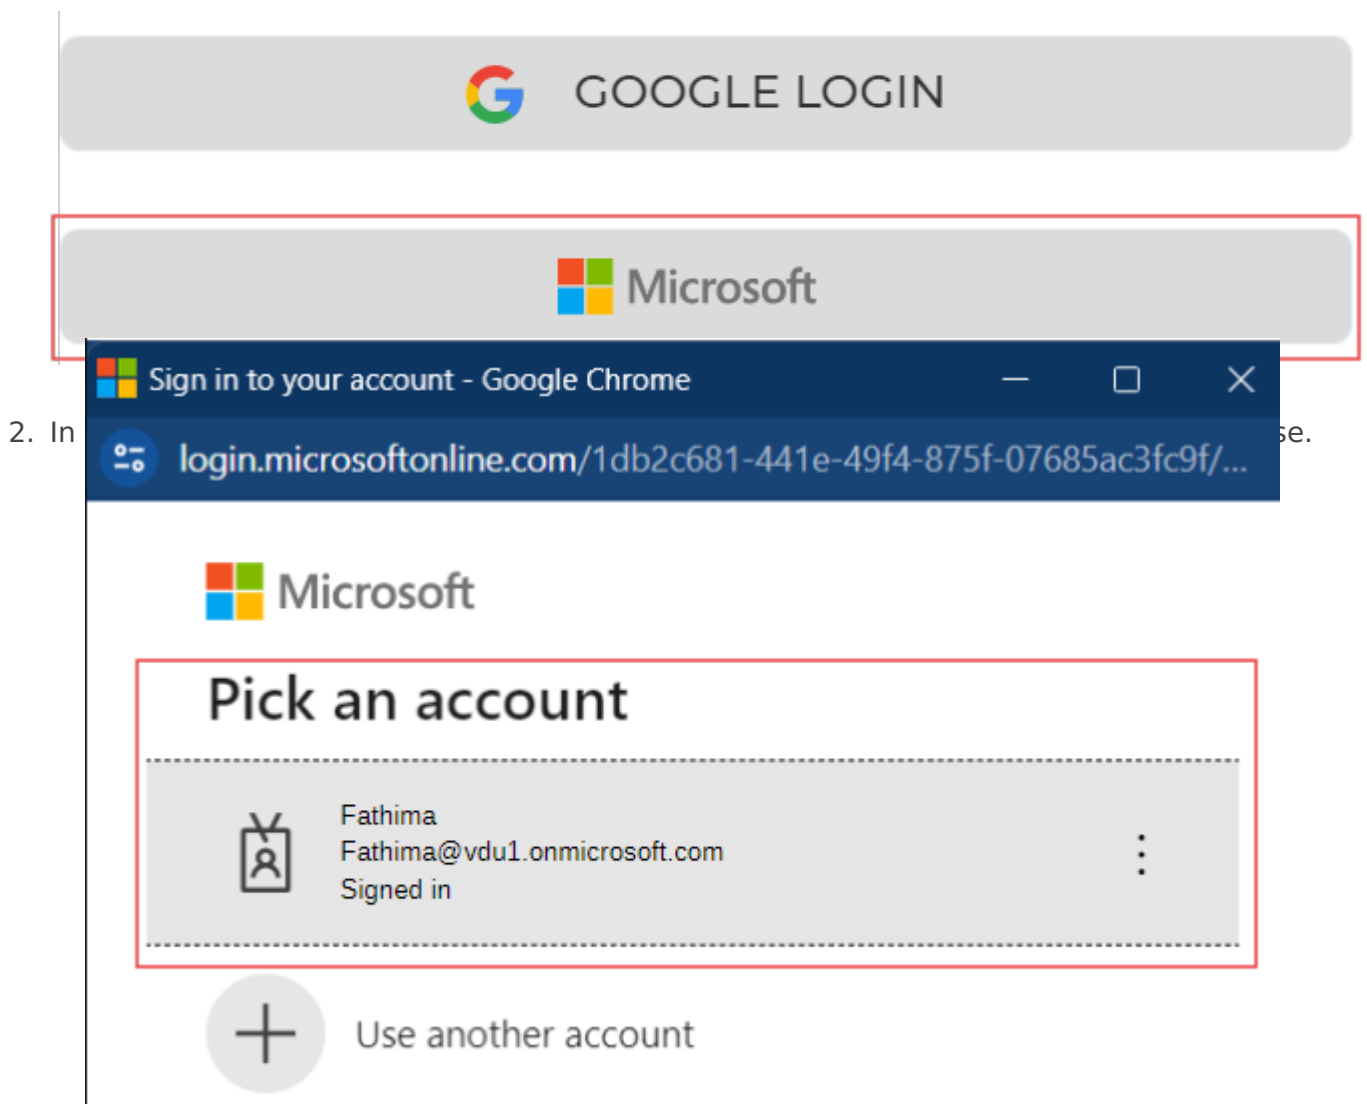 GOOGLE LOGIN
Microsoft
Sign in to your account - Google Chrome
2. In
login.microsoftonline.com/1db2c681-441e-49f4-875f-07685ac3fc9f/...
Microsoft
Pick an account
Fathima
Fathima@vdu1.onmicrosoft.com
Signed in
Use another account